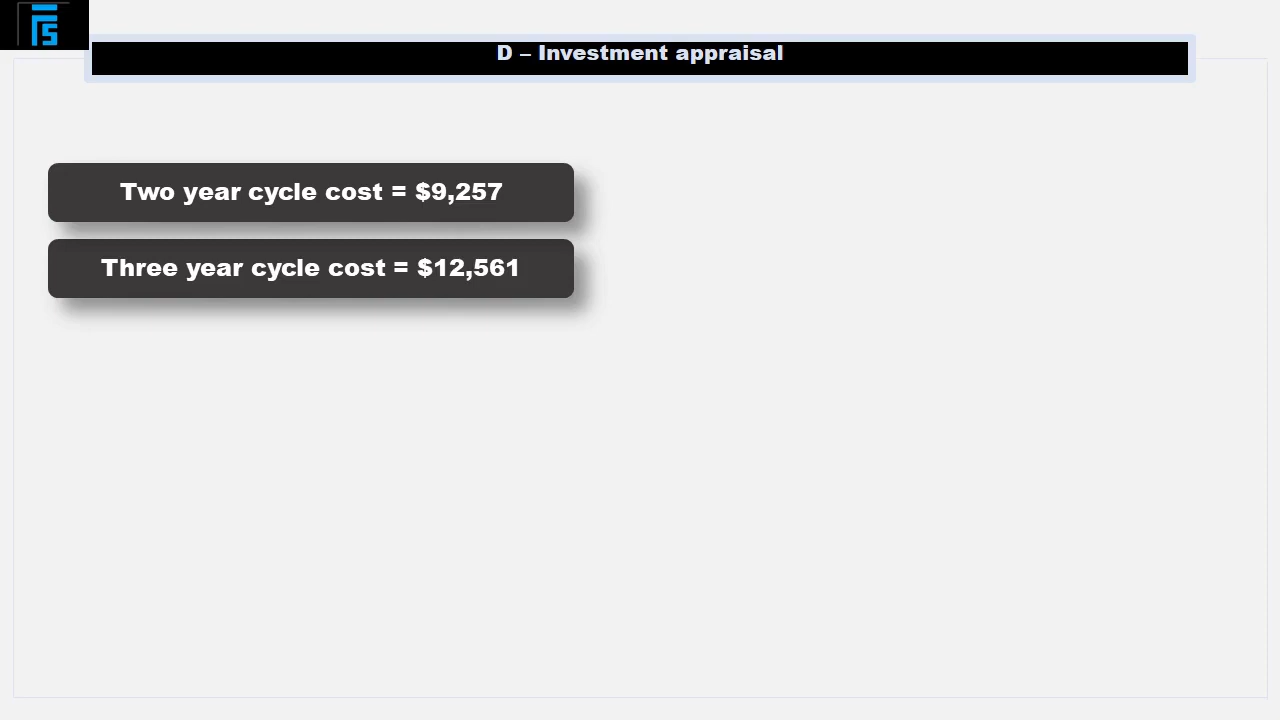 D – Investment appraisal
Two year cycle cost = $9,257
Three year cycle cost = $12,561